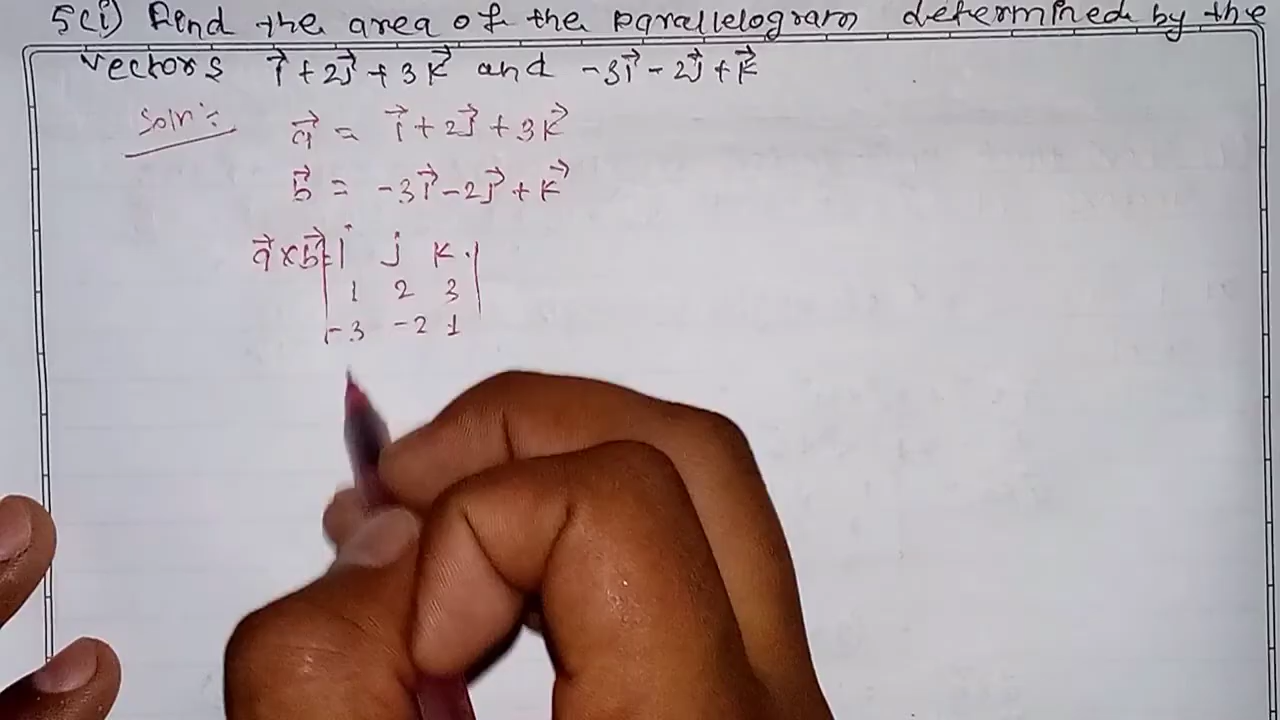 5(i) Find the area of the parallelogram determined by the
vectors i⃗ + 2j⃗ + 3k⃗ and -3i⃗ - 2j⃗ + k⃗
Soln:
a⃗ = i⃗ + 2j⃗ + 3k⃗
b⃗ = -3i⃗ - 2j⃗ + k⃗
a⃗ x b⃗ = | i j k |
1 2 3
-3 -2 1